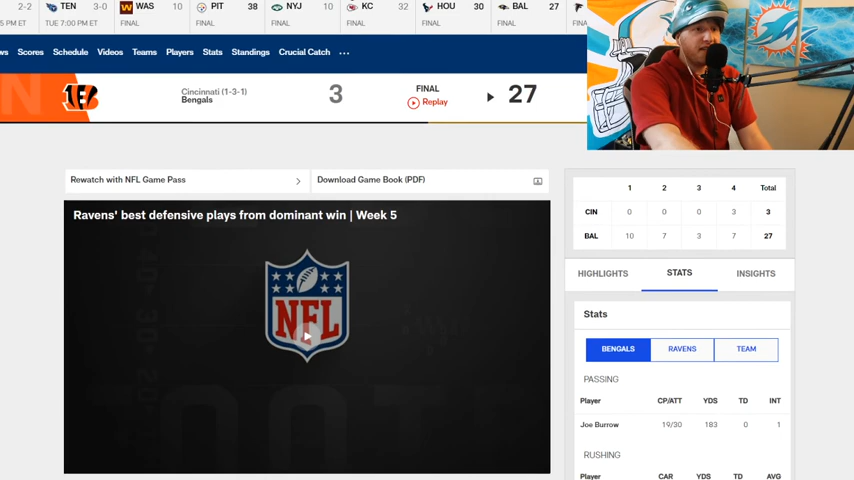 2-2 TEN 3-0 WAS 10 PIT 38 NYJ 10 KC 32 HOU 30 BAL 27
5 PM ET TUE 7:00 PM ET FINAL FINAL FINAL FINAL FINAL FINAL FINAL
ws Scores Schedule Videos Teams Players Stats Standings Crucial Catch ...
Cincinnati (1-3-1)
Bengals
3
FINAL
Replay
27
Rewatch with NFL Game Pass
Download Game Book (PDF)
Ravens' best defensive plays from dominant win | Week 5
NFL
1 2 3 4 Total
CIN 0 0 0 3 3
BAL 10 7 3 7 27
HIGHLIGHTS STATS INSIGHTS
Stats
BENGALS RAVENS TEAM
PASSING
Player CP/ATT YDS TD INT
Joe Burrow 19/30 183 0 1
RUSHING
Player CAR YDS TD AVG